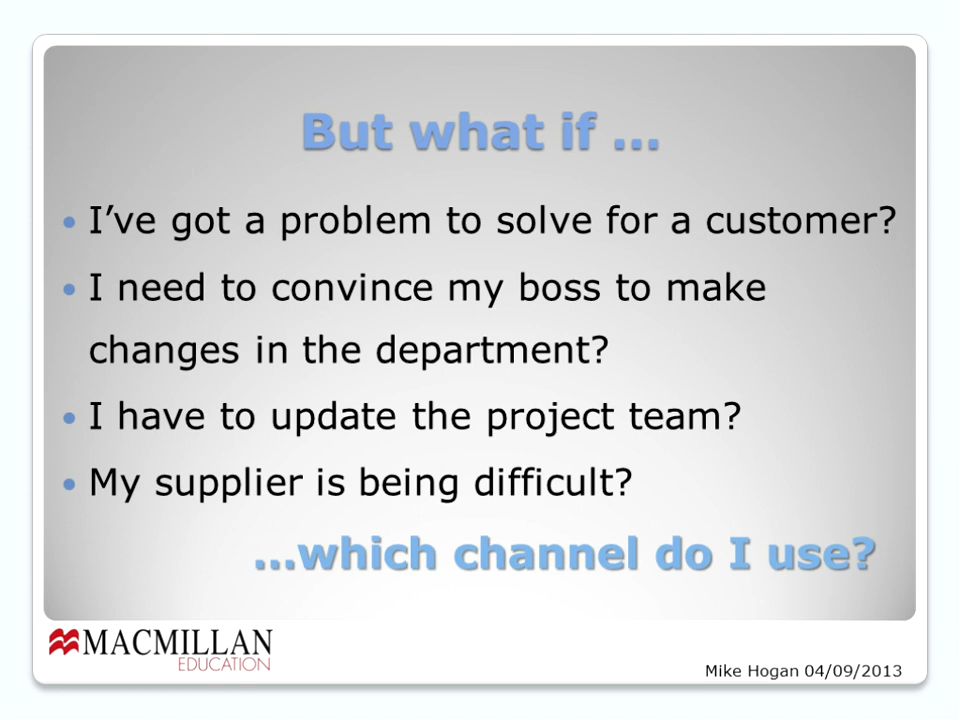 But what if ...
I’ve got a problem to solve for a customer?
I need to convince my boss to make
changes in the department?
I have to update the project team?
My supplier is being difficult?
...which channel do I use?
MACMILLAN
EDUCATION
Mike Hogan 04/09/2013